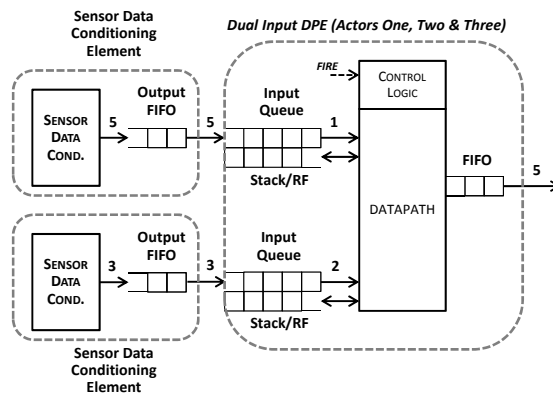 Sensor Data
Conditioning
Element
Dual Input DPE (Actors One, Two & Three)
Output
FIFO
Input
Queue
FIRE
CONTROL
LOGIC
SENSOR
DATA
COND.
5
5
1
Stack/RF
FIFO
5
DATAPATH
Output
FIFO
Input
Queue
SENSOR
DATA
COND.
3
3
2
Stack/RF
Sensor Data
Conditioning
Element